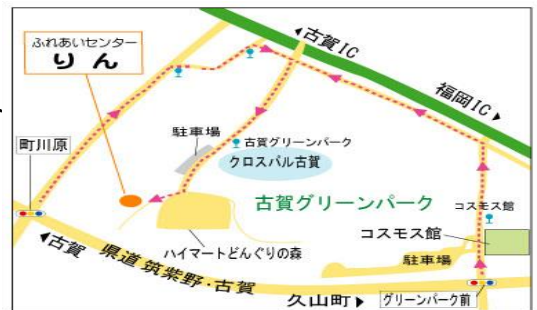 ふれあいセンター
りん
◀古賀IC
福岡IC▶
町川原
駐車場
古賀グリーンパーク
クロスパル古賀
古賀グリーンパーク
コスモス館
コスモス館
駐車場
ハイマートどんぐりの森
◀古賀 県道 筑紫野・古賀
久山町▶
グリーンパーク前